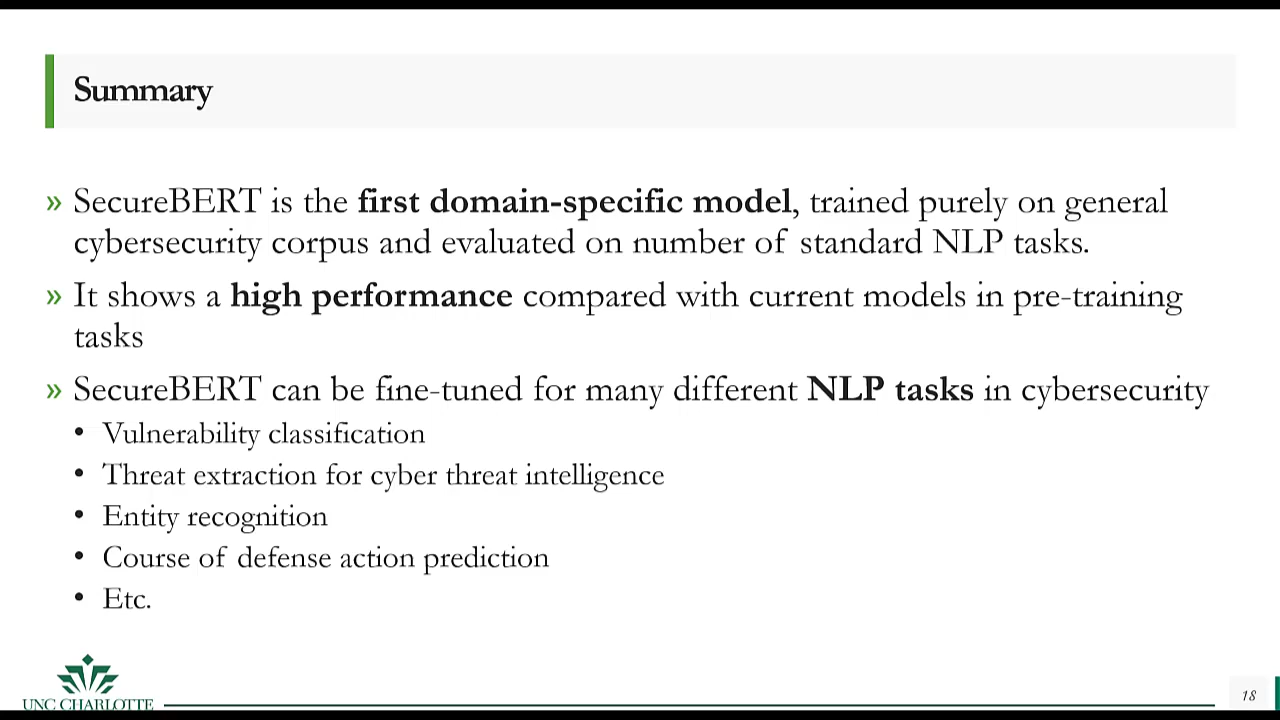 Summary
» SecureBERT is the first domain-specific model, trained purely on general
cybersecurity corpus and evaluated on number of standard NLP tasks.
» It shows a high performance compared with current models in pre-training
tasks
» SecureBERT can be fine-tuned for many different NLP tasks in cybersecurity
• Vulnerability classification
• Threat extraction for cyber threat intelligence
• Entity recognition
• Course of defense action prediction
• Etc.
UNC CHARLOTTE
18